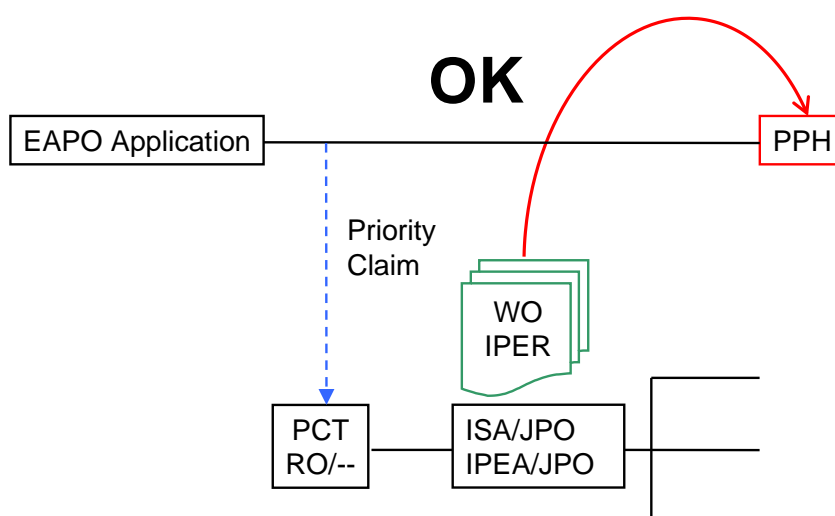 OK
EAPO Application
PPH
Priority
Claim
WO
IPER
PCT
RO/--
ISA/JPO
IPEA/JPO